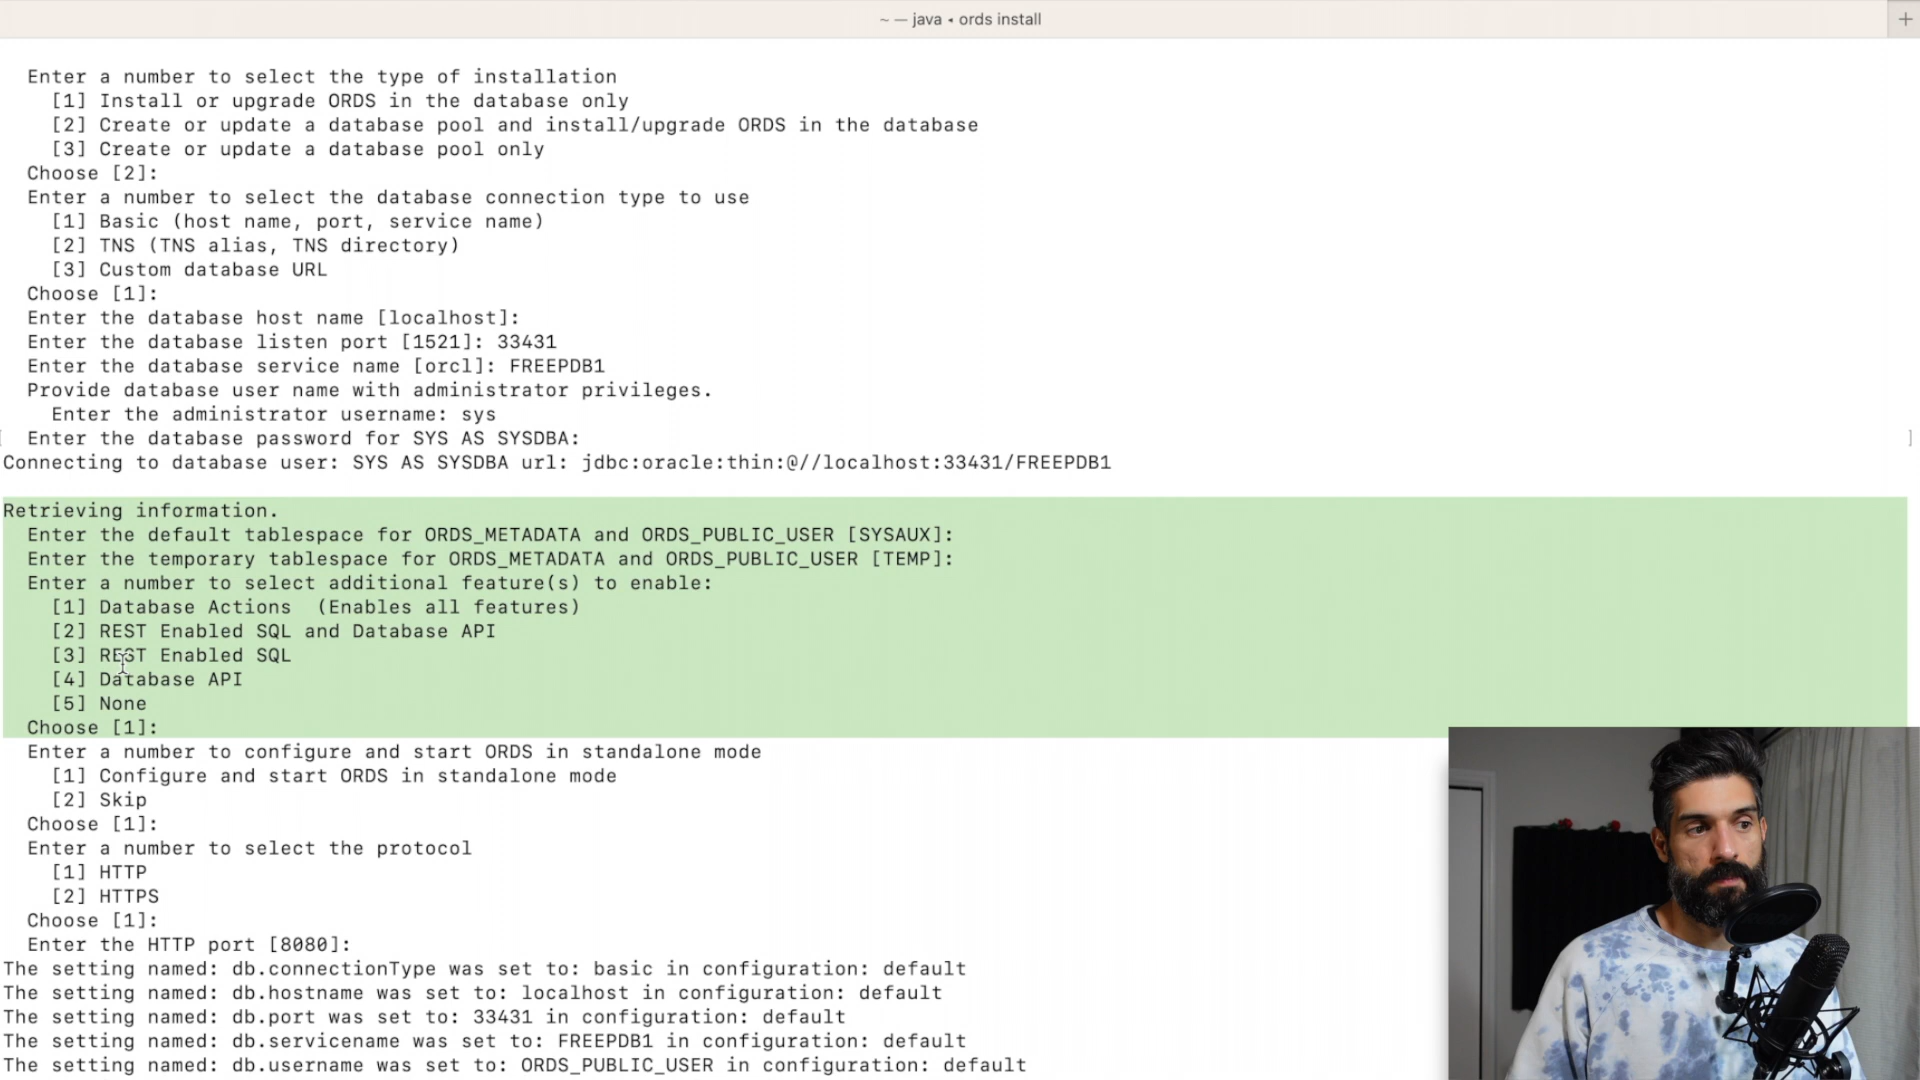 ~ — java ◂ ords install
+
Enter a number to select the type of installation
[1] Install or upgrade ORDS in the database only
[2] Create or update a database pool and install/upgrade ORDS in the database
[3] Create or update a database pool only
Choose [2]:
Enter a number to select the database connection type to use
[1] Basic (host name, port, service name)
[2] TNS (TNS alias, TNS directory)
[3] Custom database URL
Choose [1]:
Enter the database host name [localhost]:
Enter the database listen port [1521]: 33431
Enter the database service name [orcl]: FREEPDB1
Provide database user name with administrator privileges.
Enter the administrator username: sys
[ Enter the database password for SYS AS SYSDBA: ]
Connecting to database user: SYS AS SYSDBA url: jdbc:oracle:thin:@//localhost:33431/FREEPDB1
Retrieving information.
Enter the default tablespace for ORDS_METADATA and ORDS_PUBLIC_USER [SYSAUX]:
Enter the temporary tablespace for ORDS_METADATA and ORDS_PUBLIC_USER [TEMP]:
Enter a number to select additional feature(s) to enable:
[1] Database Actions  (Enables all features)
[2] REST Enabled SQL and Database API
[3] REST Enabled SQL
[4] Database API
[5] None
Choose [1]:
Enter a number to configure and start ORDS in standalone mode
[1] Configure and start ORDS in standalone mode
[2] Skip
Choose [1]:
Enter a number to select the protocol
[1] HTTP
[2] HTTPS
Choose [1]:
Enter the HTTP port [8080]:
The setting named: db.connectionType was set to: basic in configuration: default
The setting named: db.hostname was set to: localhost in configuration: default
The setting named: db.port was set to: 33431 in configuration: default
The setting named: db.servicename was set to: FREEPDB1 in configuration: default
The setting named: db.username was set to: ORDS_PUBLIC_USER in configuration: default